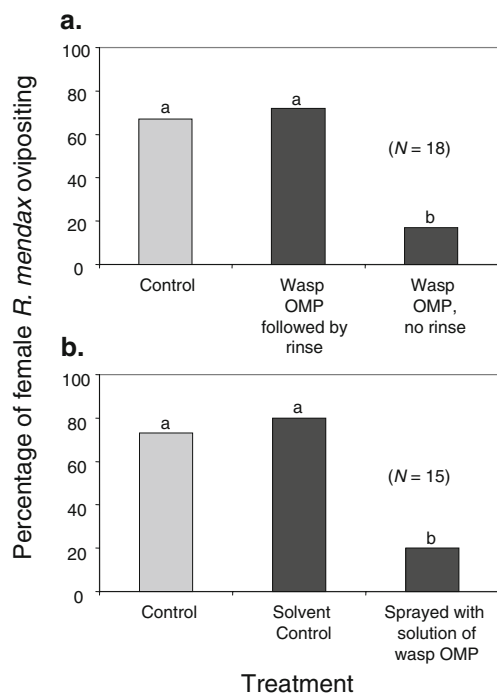 a.
Percentage of female R. mendax ovipositing
100
80
60
40
20
0
a
a
(N = 18)
b
Control
Wasp
OMP
followed by
rinse
Wasp
OMP,
no rinse
b.
100
80
60
40
20
0
a
a
(N = 15)
b
Control
Solvent
Control
Sprayed with
solution of
wasp OMP
Treatment